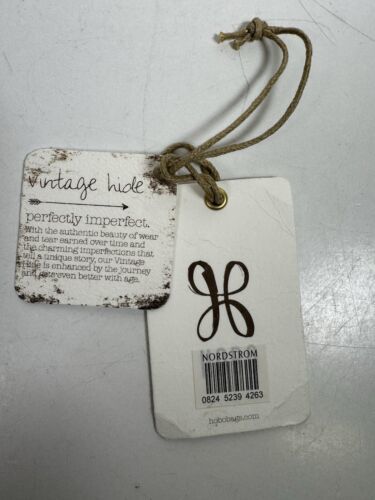 vintage hide
perfectly imperfect.
With the authentic beauty of wear
and tear earned over time and
the charming imperfections that
tell a unique story, our Vintage
Hide is enhanced by the journey
and gets even better with age.
NORDSTROM
0824 5239 4263
hobobags.com